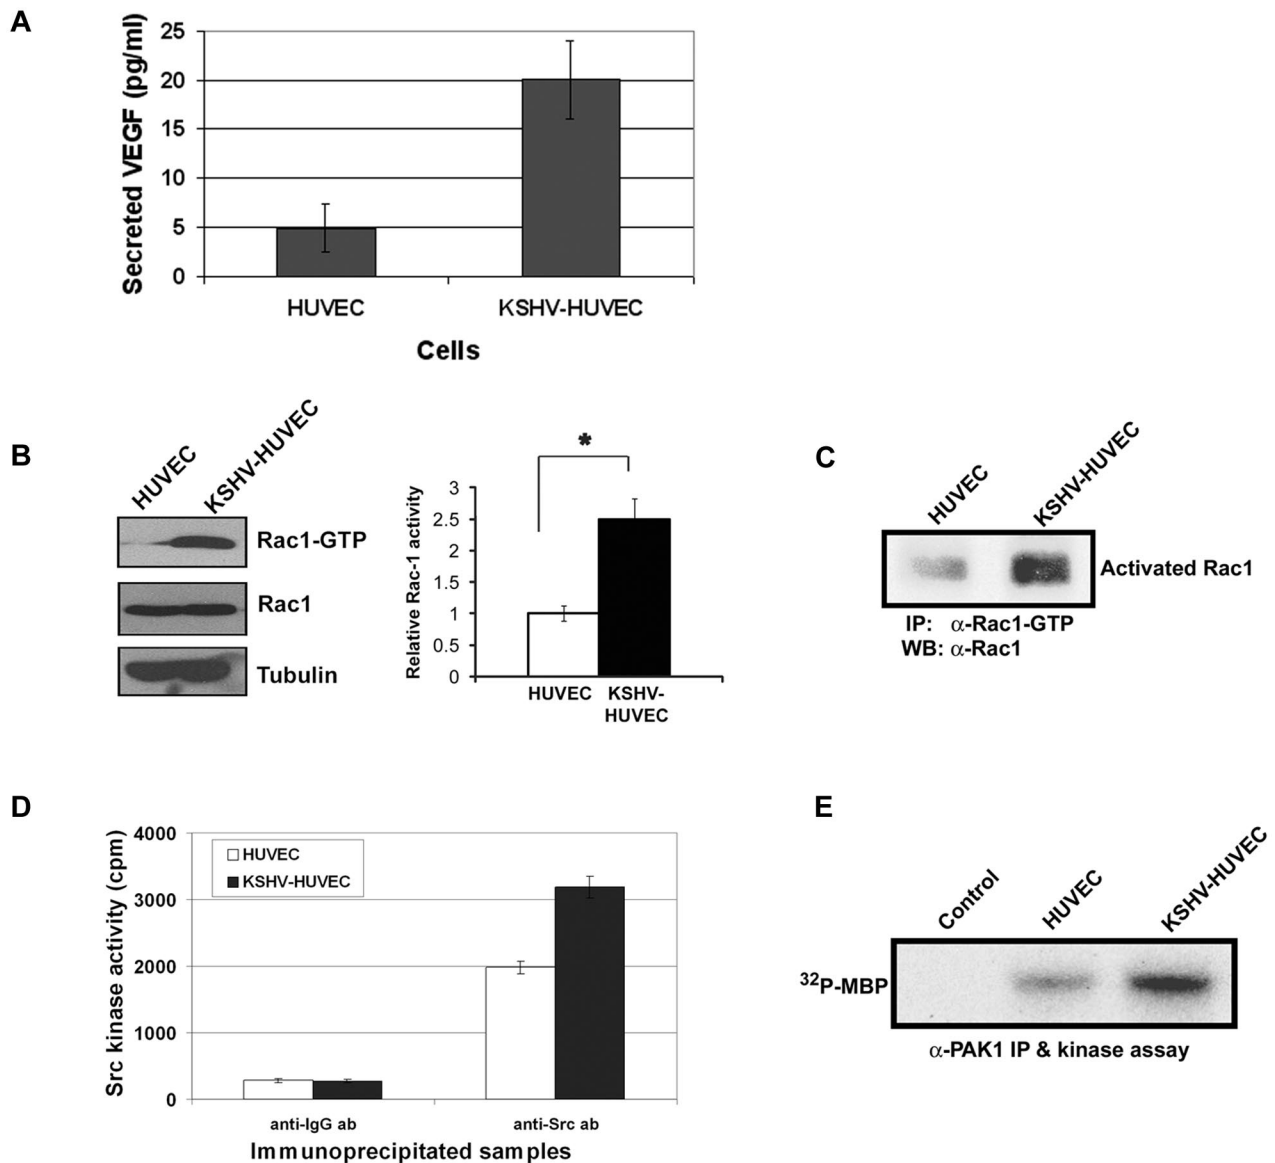 A
Secreted VEGF (pg/ml)
25
20
15
10
5
0
HUVEC KSHV-HUVEC
Cells
B
HUVEC
KSHV-HUVEC
Rac1-GTP
Rac1
Tubulin
Relative Rac-1 activity
3
2.5
2
1.5
1
0.5
0
*
HUVEC KSHV-
HUVEC
C
HUVEC
KSHV-HUVEC
Activated Rac1
IP: α-Rac1-GTP
WB: α-Rac1
D
Src kinase activity (cpm)
4000
3000
2000
1000
0
HUVEC
KSHV-HUVEC
anti-IgG ab anti-Src ab
Immunoprecipitated samples
E
Control
HUVEC
KSHV-HUVEC
³²P-MBP
α-PAK1 IP & kinase assay